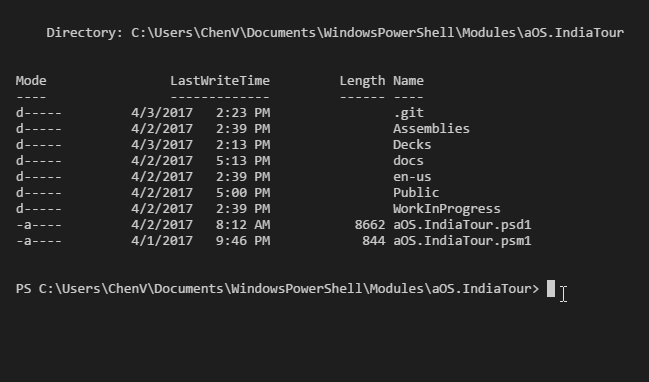 Directory: C:\Users\ChenV\Documents\WindowsPowerShell\Modules\aOS.IndiaTour
Mode                LastWriteTime         Length Name
----                -------------         ------ ----
d-----         4/3/2017   2:23 PM                .git
d-----         4/2/2017   2:39 PM                Assemblies
d-----         4/3/2017   2:13 PM                Decks
d-----         4/2/2017   5:13 PM                docs
d-----         4/2/2017   2:39 PM                en-us
d-----         4/2/2017   5:00 PM                Public
d-----         4/2/2017   2:39 PM                WorkInProgress
-a----         4/2/2017   8:12 AM           8662 aOS.IndiaTour.psd1
-a----         4/1/2017   9:46 PM            844 aOS.IndiaTour.psm1
PS C:\Users\ChenV\Documents\WindowsPowerShell\Modules\aOS.IndiaTour>